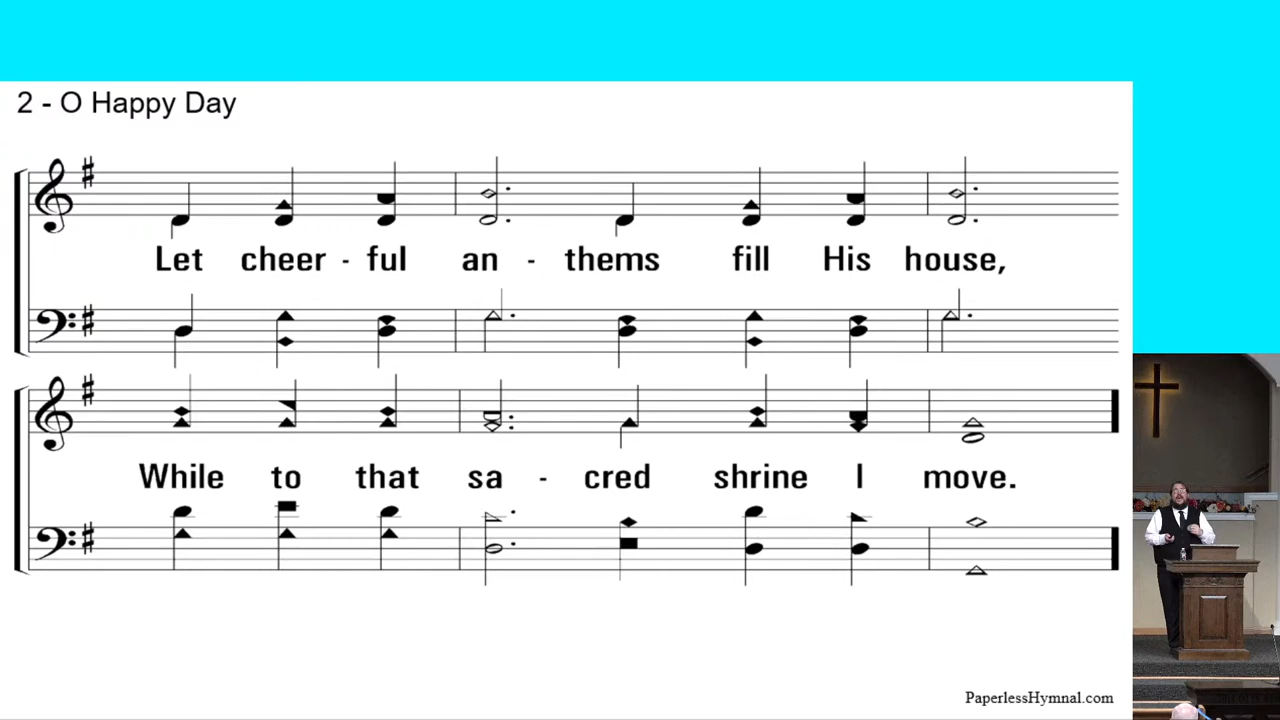 2 - O Happy Day
Let cheer - ful an - thems fill His house,
While to that sa - cred shrine I move.
PaperlessHymnal.com